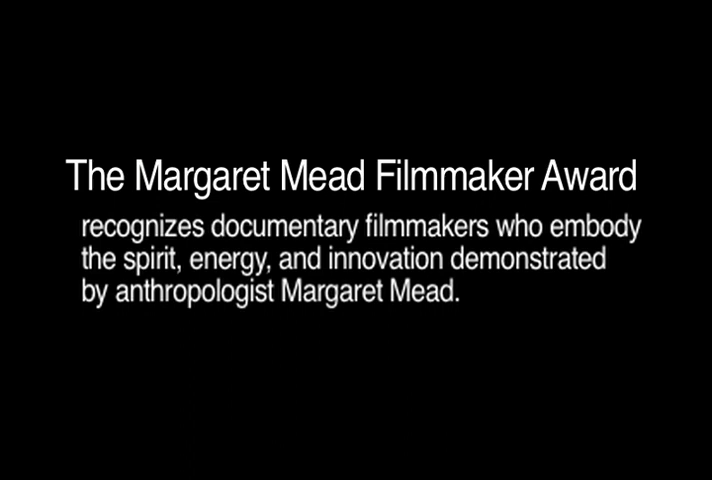 The Margaret Mead Filmmaker Award
recognizes documentary filmmakers who embody
the spirit, energy, and innovation demonstrated
by anthropologist Margaret Mead.